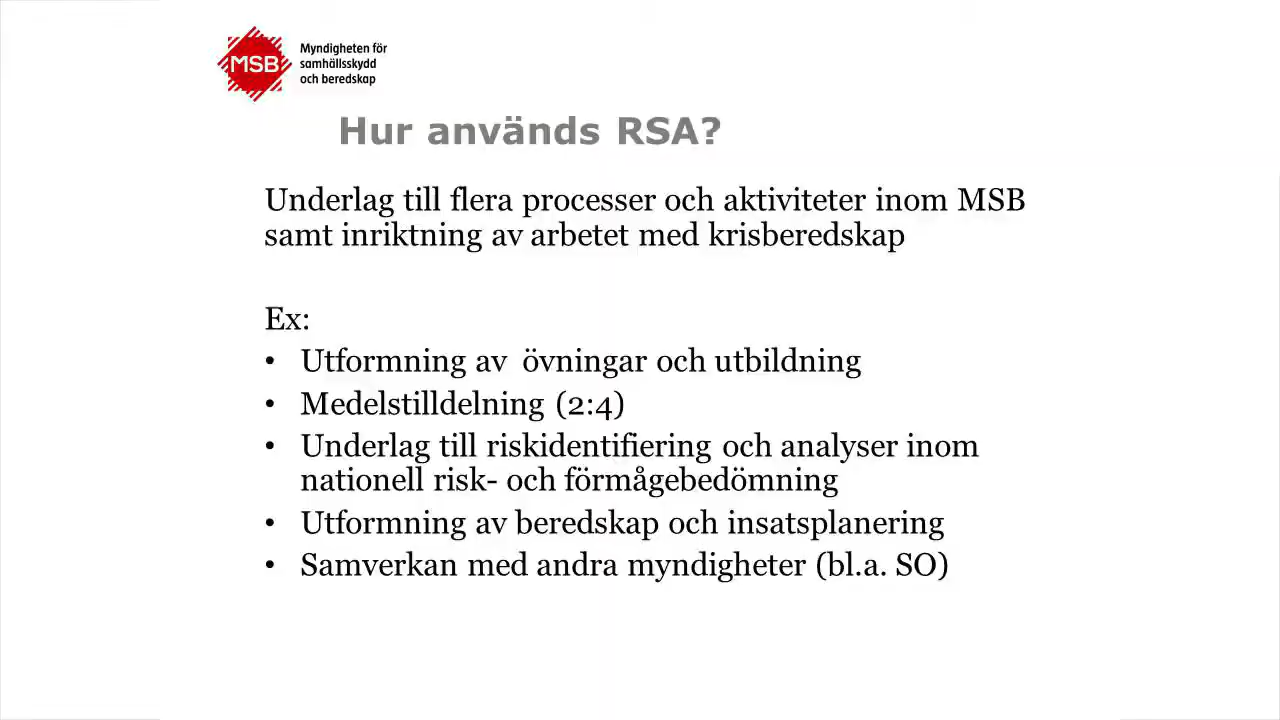 MSB
Myndigheten för
samhällsskydd
och beredskap
Hur används RSA?
Underlag till flera processer och aktiviteter inom MSB
samt inriktning av arbetet med krisberedskap
Ex:
• Utformning av  övningar och utbildning
• Medelstilldelning (2:4)
• Underlag till riskidentifiering och analyser inom
nationell risk- och förmågebedömning
• Utformning av beredskap och insatsplanering
• Samverkan med andra myndigheter (bl.a. SO)